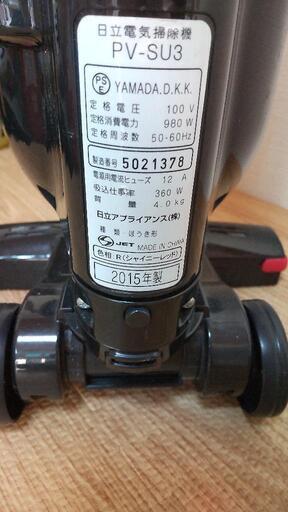 日立電気掃除機
PV-SU3
PS
E
YAMADA.D.K.K.
定格電圧 100 V
定格消費電力 980 W
定格周波数 50-60Hz
製造番号 5021378
電源用電流ヒューズ 12 A
吸込仕事率 360 W
質量 4.0kg
日立アプライアンス(株)
種類:ほうき形
JET MADE IN CHINA
色相:R(シャイニーレッド)
2015年製